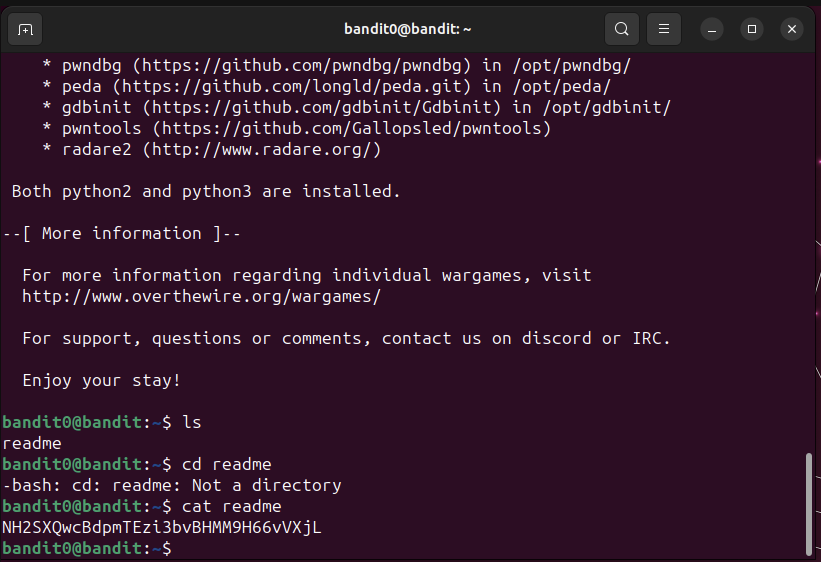 bandit0@bandit: ~
* pwndbg (https://github.com/pwndbg/pwndbg) in /opt/pwndbg/
* peda (https://github.com/longld/peda.git) in /opt/peda/
* gdbinit (https://github.com/gdbinit/Gdbinit) in /opt/gdbinit/
* pwntools (https://github.com/Gallopsled/pwntools)
* radare2 (http://www.radare.org/)
Both python2 and python3 are installed.
--[ More information ]--
For more information regarding individual wargames, visit
http://www.overthewire.org/wargames/
For support, questions or comments, contact us on discord or IRC.
Enjoy your stay!
bandit0@bandit:~$ ls
readme
bandit0@bandit:~$ cd readme
-bash: cd: readme: Not a directory
bandit0@bandit:~$ cat readme
NH2SXQwcBdpmTEzi3bvBHMM9H66vVXjL
bandit0@bandit:~$